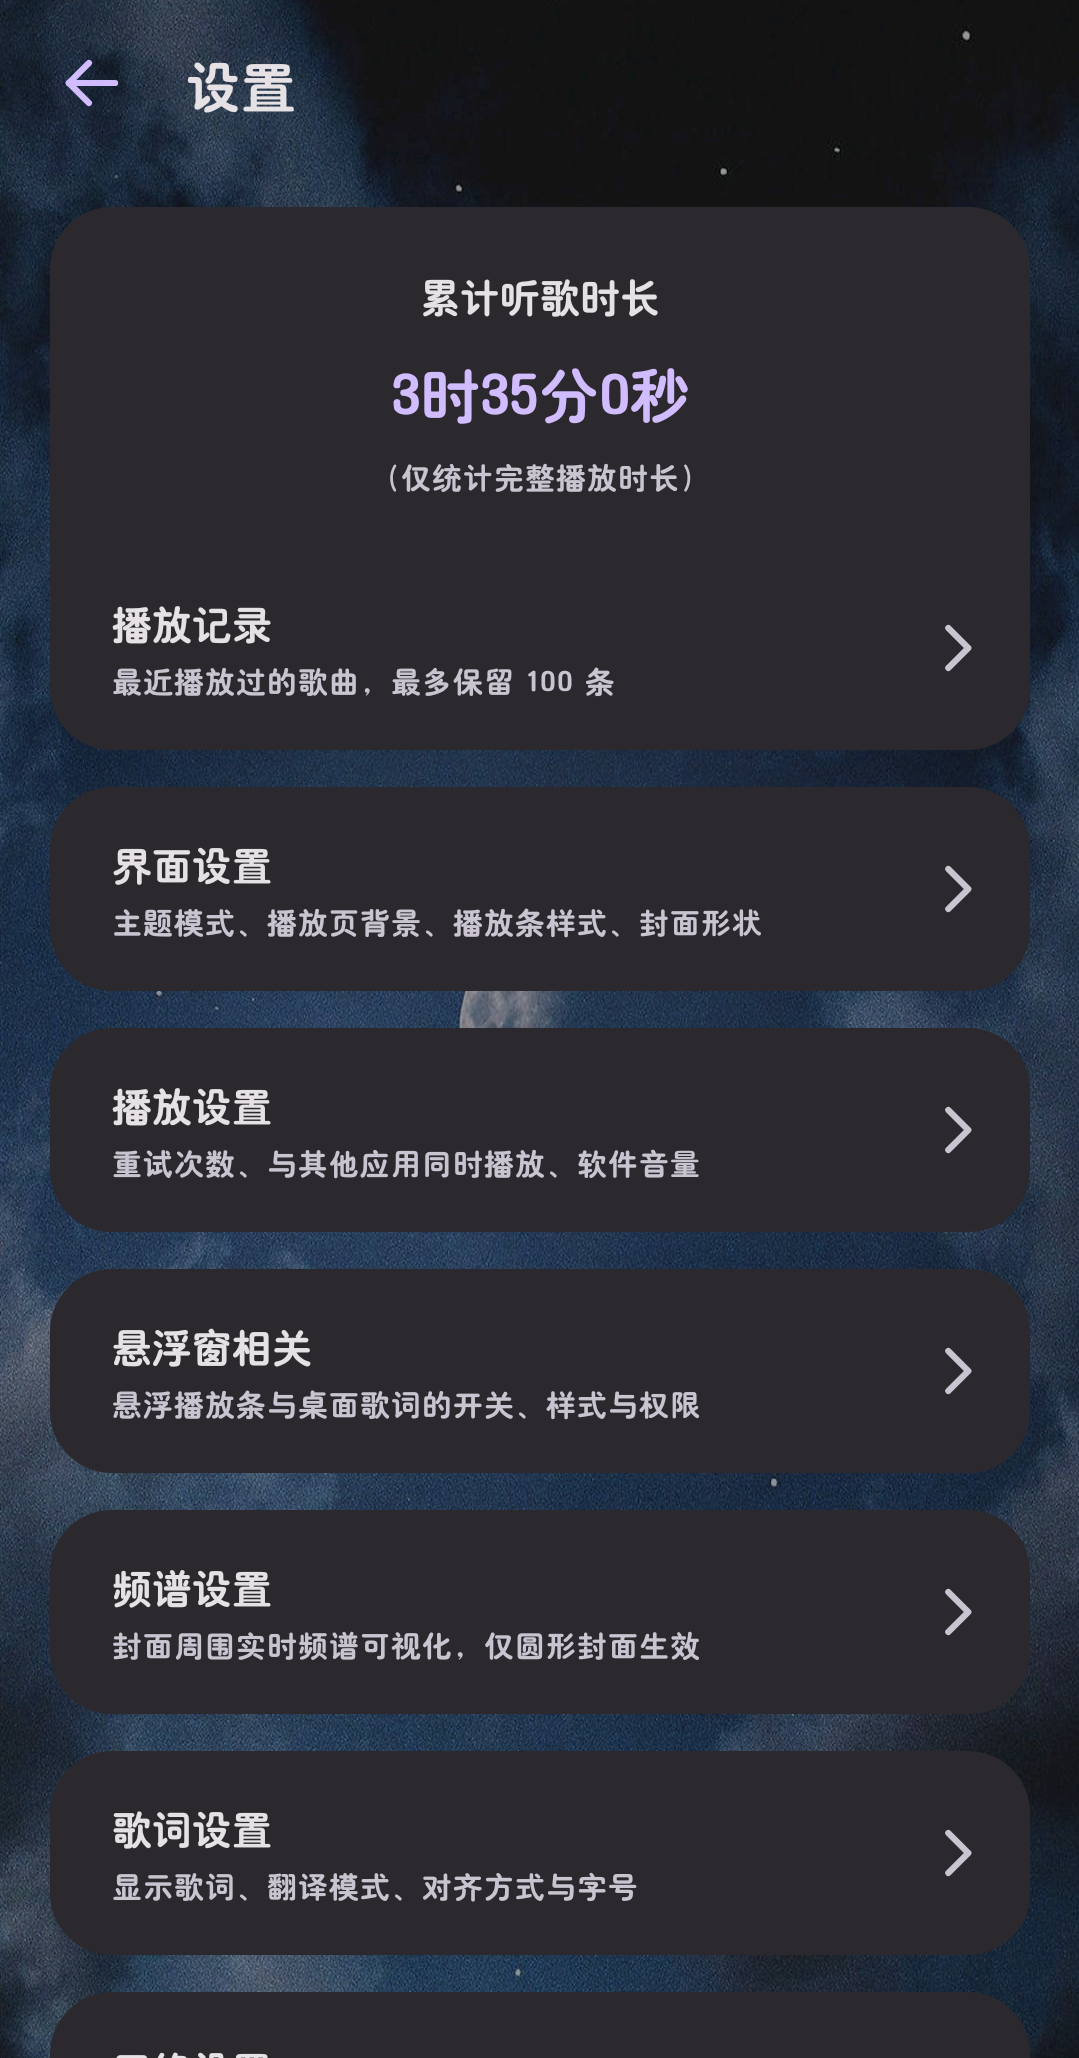 设置
累计听歌时长
3时35分0秒
(仅统计完整播放时长)
播放记录
最近播放过的歌曲，最多保留 100 条
界面设置
主题模式、播放页背景、播放条样式、封面形状
播放设置
重试次数、与其他应用同时播放、软件音量
悬浮窗相关
悬浮播放条与桌面歌词的开关、样式与权限
频谱设置
封面周围实时频谱可视化，仅圆形封面生效
歌词设置
显示歌词、翻译模式、对齐方式与字号